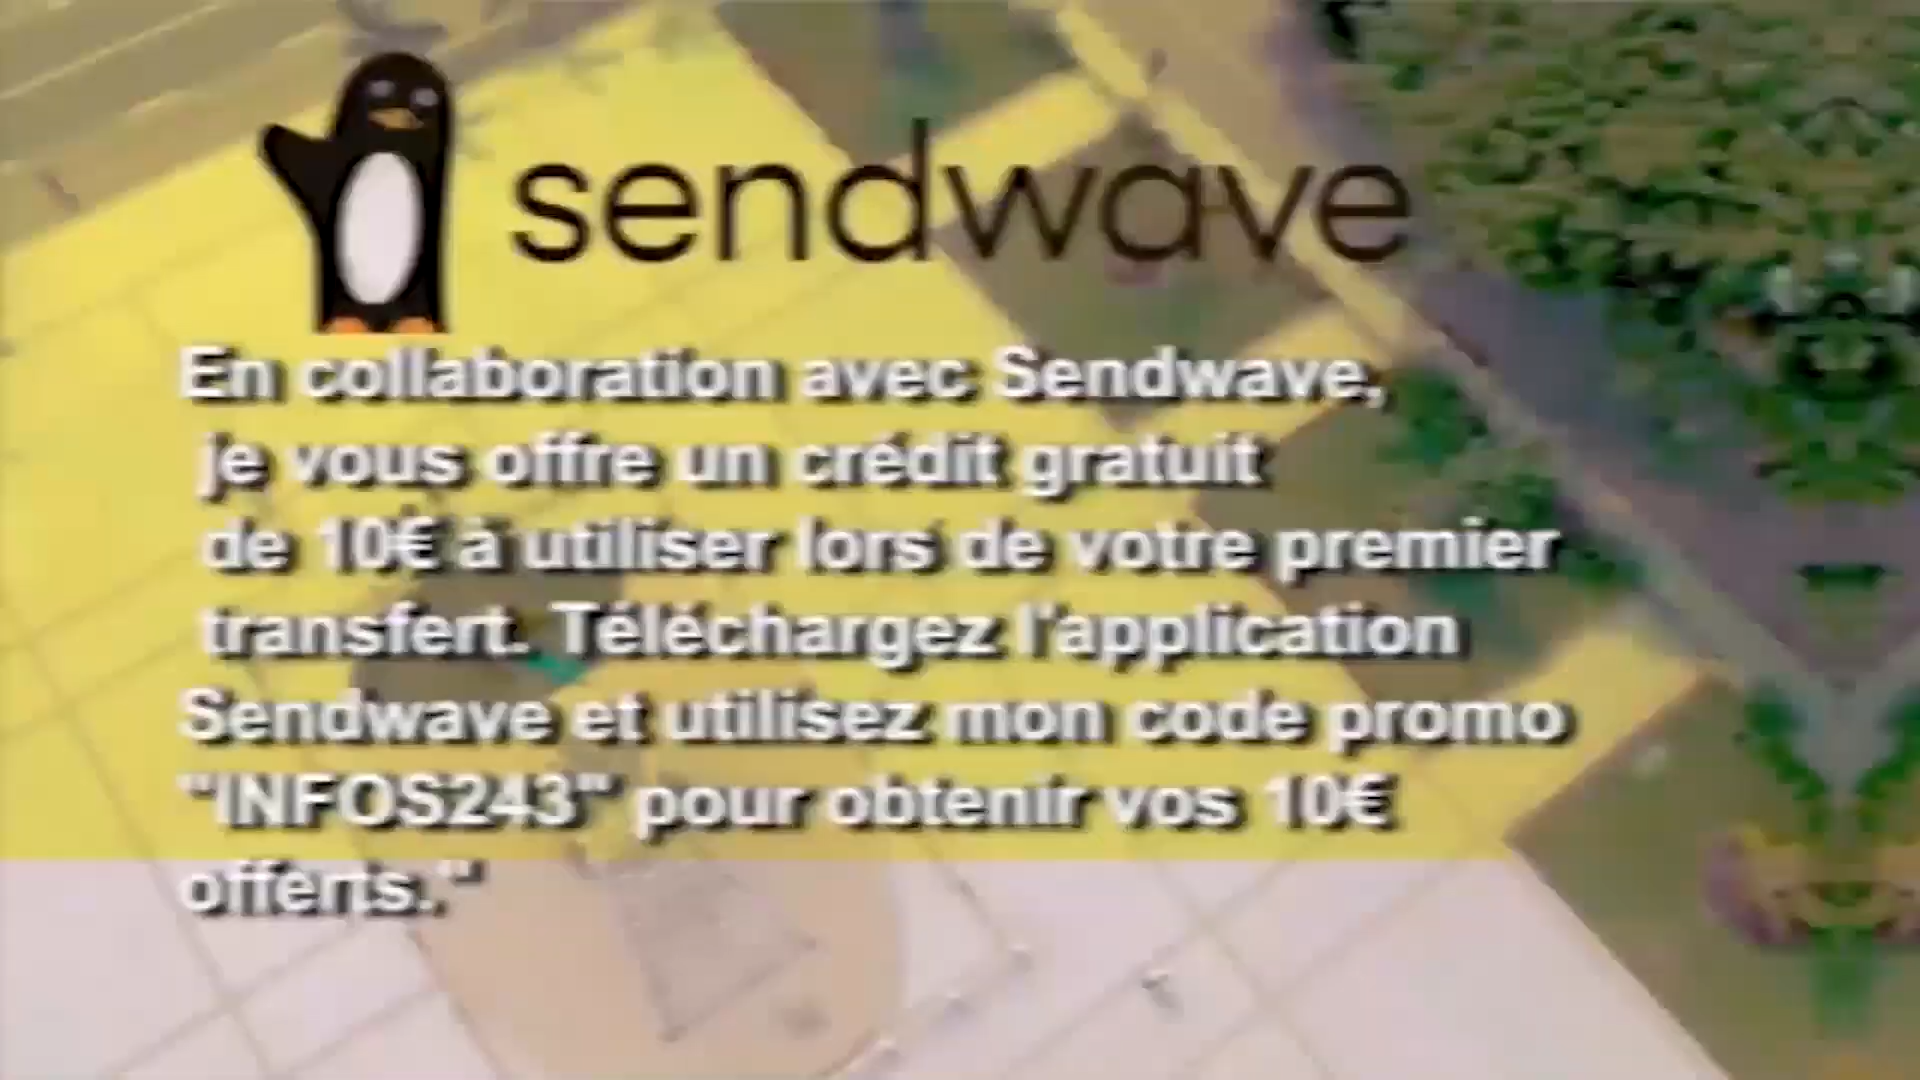 sendwave
En collaboration avec Sendwave,
je vous offre un crédit gratuit
de 10€ à utiliser lors de votre premier
transfert. Téléchargez l'application
Sendwave et utilisez mon code promo
"INFOS243" pour obtenir vos 10€
offerts."